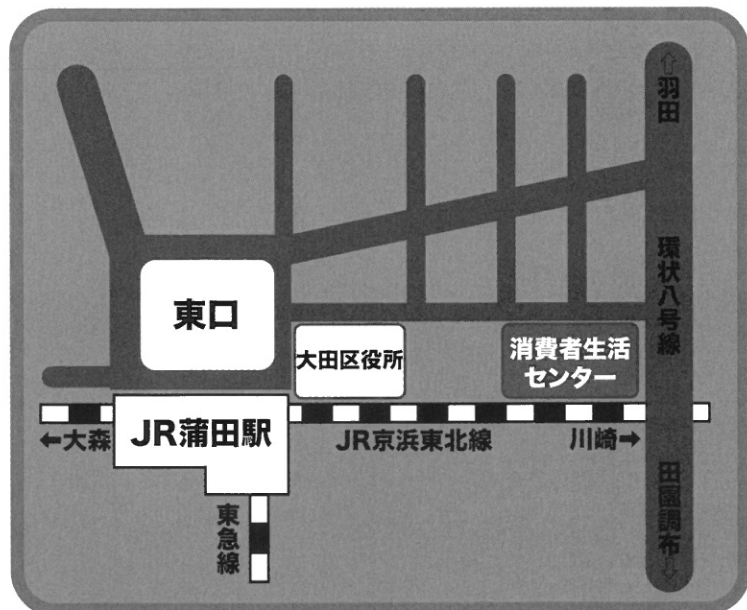 ⇧羽田
環状八号線
東口
大田区役所
消費者生活
センター
←大森
JR蒲田駅
JR京浜東北線
川崎→
東急線
田園調布⇩